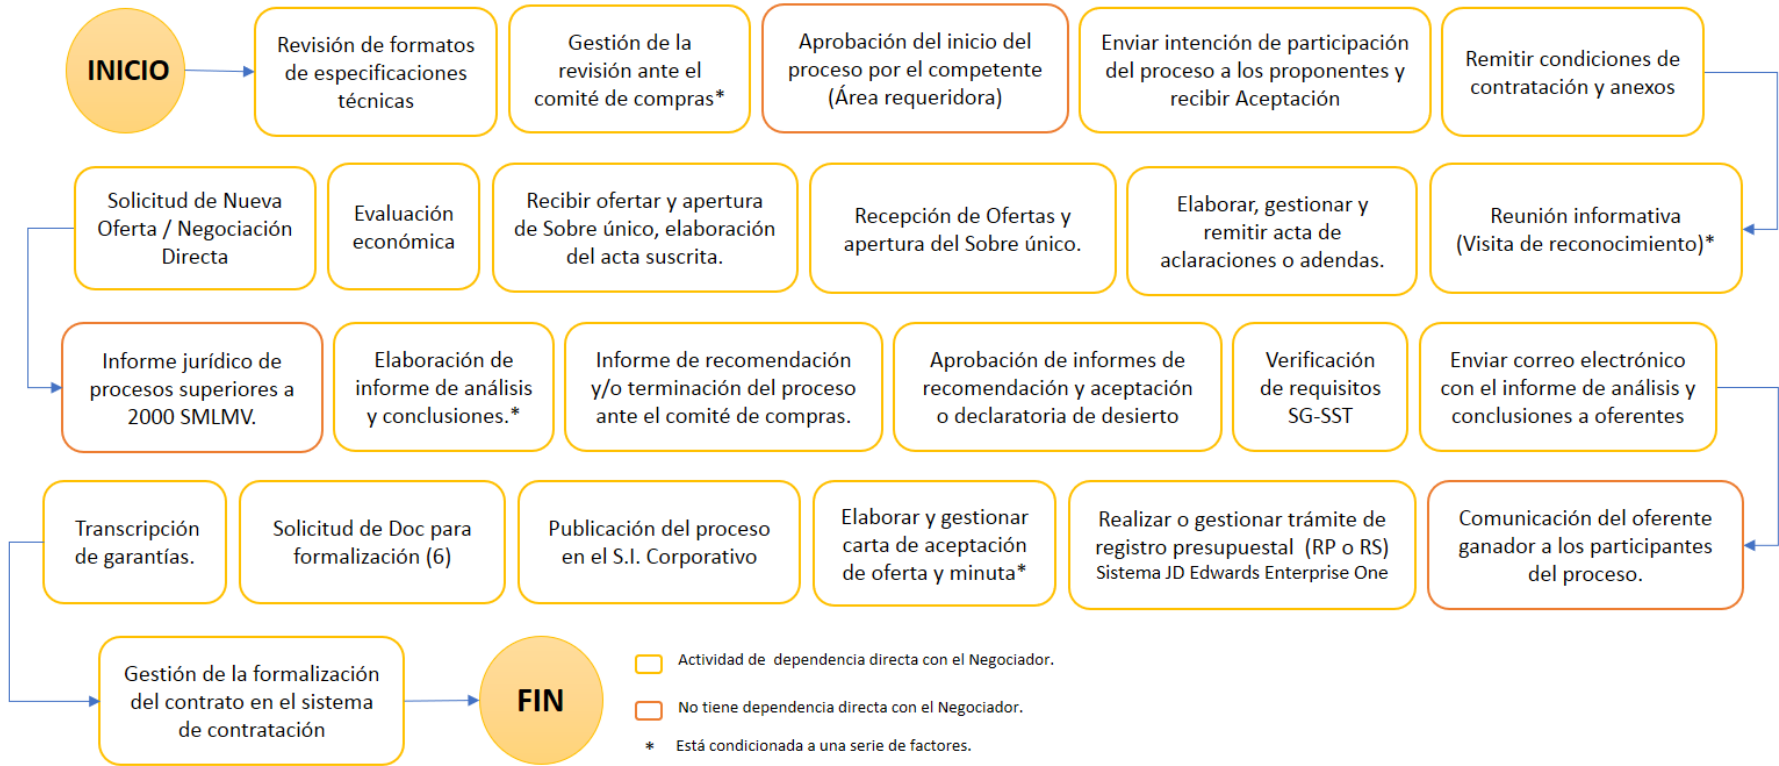 INICIO
Revisión de formatos
de especificaciones
técnicas
Gestión de la
revisión ante el
comité de compras*
Aprobación del inicio del
proceso por el competente
(Área requeridora)
Enviar intención de participación
del proceso a los proponentes y
recibir Aceptación
Remitir condiciones de
contratación y anexos
Solicitud de Nueva
Oferta / Negociación
Directa
Evaluación
económica
Recibir ofertar y apertura
de Sobre único, elaboración
del acta suscrita.
Recepción de Ofertas y
apertura del Sobre único.
Elaborar, gestionar y
remitir acta de
aclaraciones o adendas.
Reunión informativa
(Visita de reconocimiento)*
Informe jurídico de
procesos superiores a
2000 SMLMV.
Elaboración de
informe de análisis
y conclusiones.*
Informe de recomendación
y/o terminación del proceso
ante el comité de compras.
Aprobación de informes de
recomendación y aceptación
o declaratoria de desierto
Verificación
de requisitos
SG-SST
Enviar correo electrónico
con el informe de análisis y
conclusiones a oferentes
Transcripción
de garantías.
Solicitud de Doc para
formalización (6)
Publicación del proceso
en el S.I. Corporativo
Elaborar y gestionar
carta de aceptación
de oferta y minuta*
Realizar o gestionar trámite de
registro presupuestal (RP o RS)
Sistema JD Edwards Enterprise One
Comunicación del oferente
ganador a los participantes
del proceso.
Gestión de la formalización
del contrato en el sistema
de contratación
FIN
Actividad de dependencia directa con el Negociador.
No tiene dependencia directa con el Negociador.
* Está condicionada a una serie de factores.